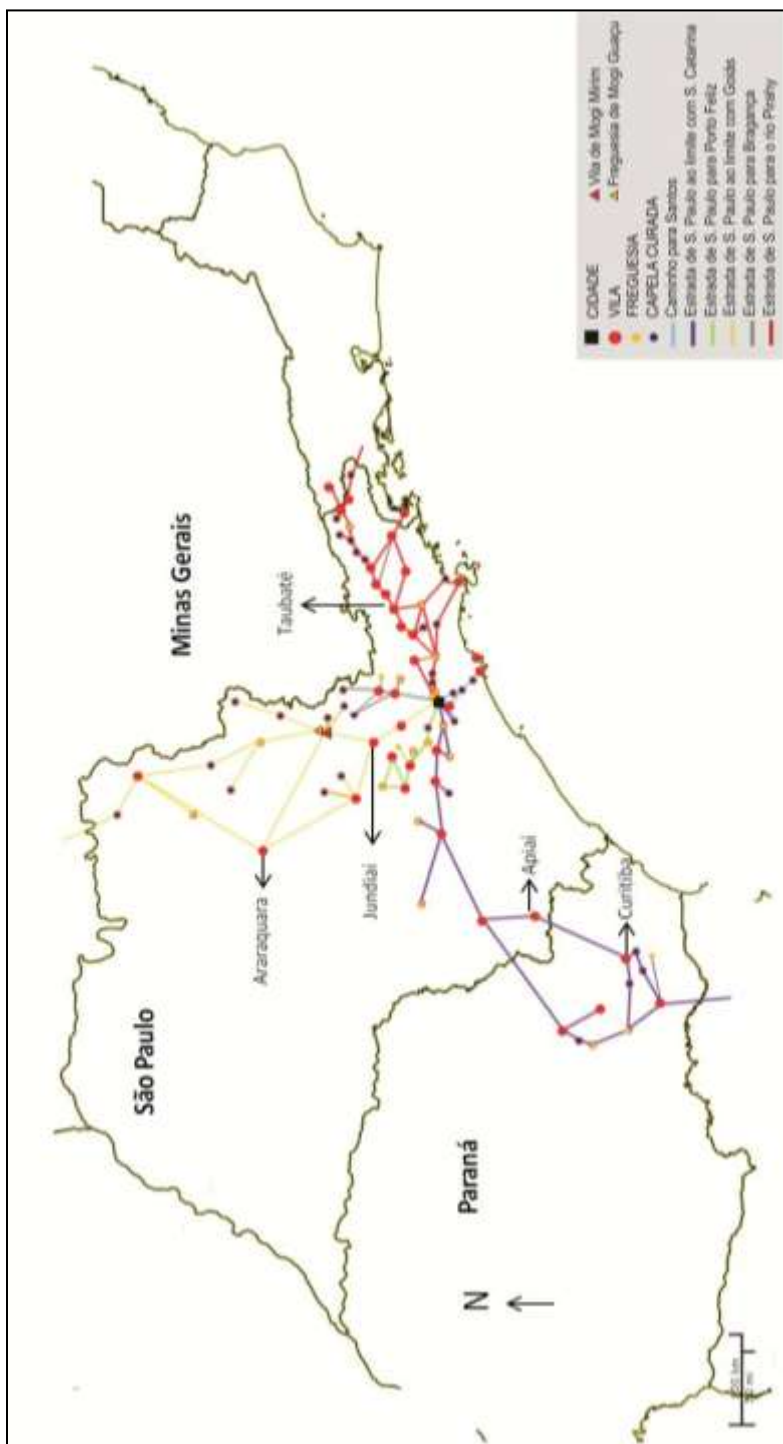 Minas Gerais
São Paulo
Taubaté
Araraquara
Jundiaí
Apiaí
Curitiba
Paraná
N
CIDADE
VILA
FREGUESIA
CAPELA CURADA
Caminho para Santos
Estrada de S. Paulo ao limite com S. Catarina
Estrada de S. Paulo para Porto Feliz
Estrada de S. Paulo ao limite com Goiás
Estrada de S. Paulo para Bragança
Estrada de S. Paulo para o rio Pirahy
Vila de Mogi Mirim
Freguesia de Mogi Guaçu